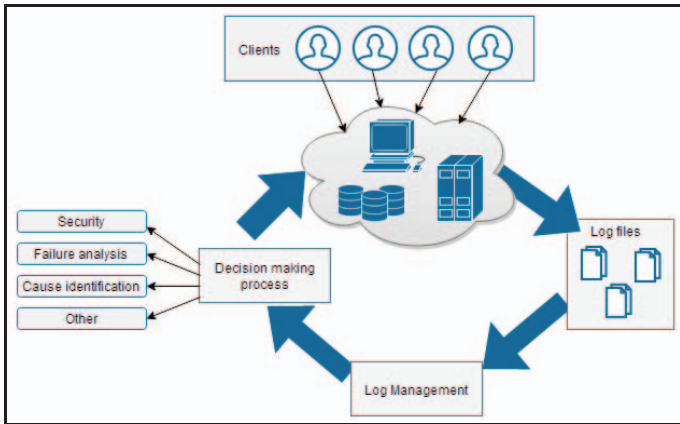 Clients
Log files
Security
Failure analysis
Cause identification
Other
Decision making
process
Log Management